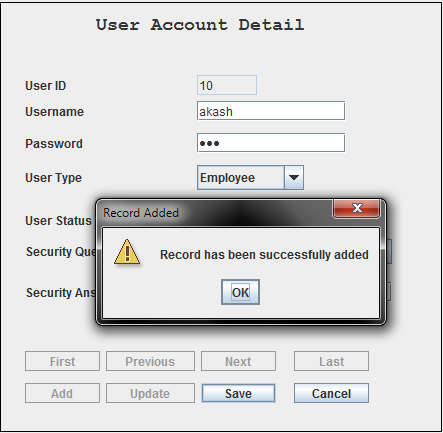 User Account Detail
User ID 10
Username akash
Password •••
User Type Employee
Record Added
User Status
Security Que
Record has been successfully added
Security Ans
OK
First Previous Next Last
Add Update Save Cancel